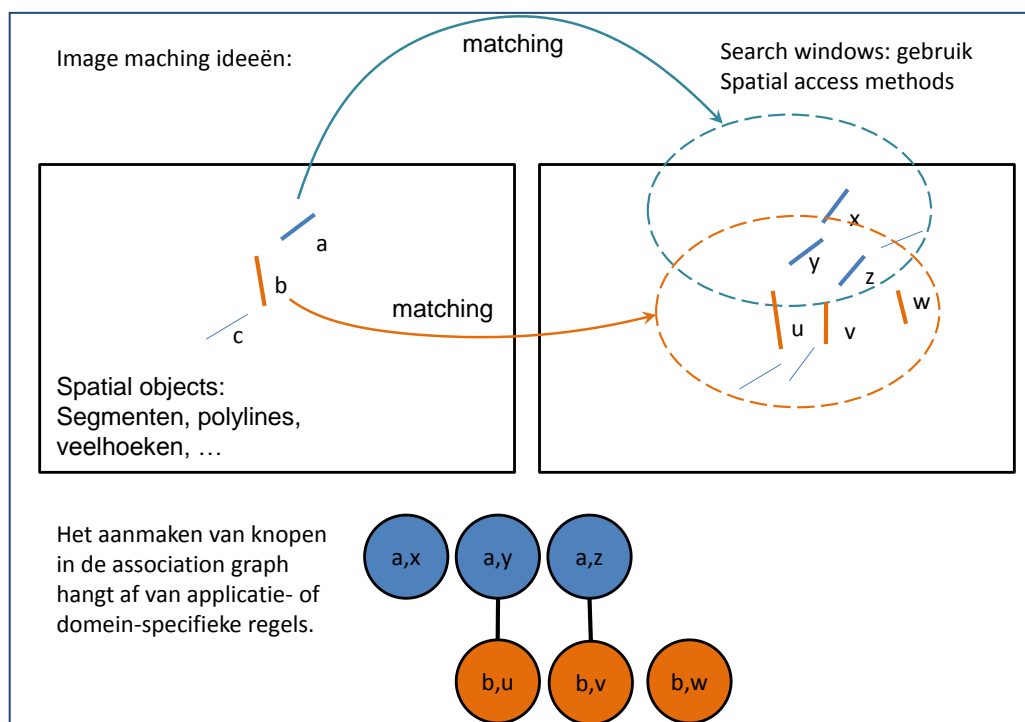 Image maching ideeën:
matching
Search windows: gebruik
Spatial access methods
a
b
c
matching
x
y
z
w
u
v
Spatial objects:
Segmenten, polylines,
veelhoeken, …
Het aanmaken van knopen
in de association graph
hangt af van applicatie- of
domein-specifieke regels.
a,x
a,y
a,z
b,u
b,v
b,w